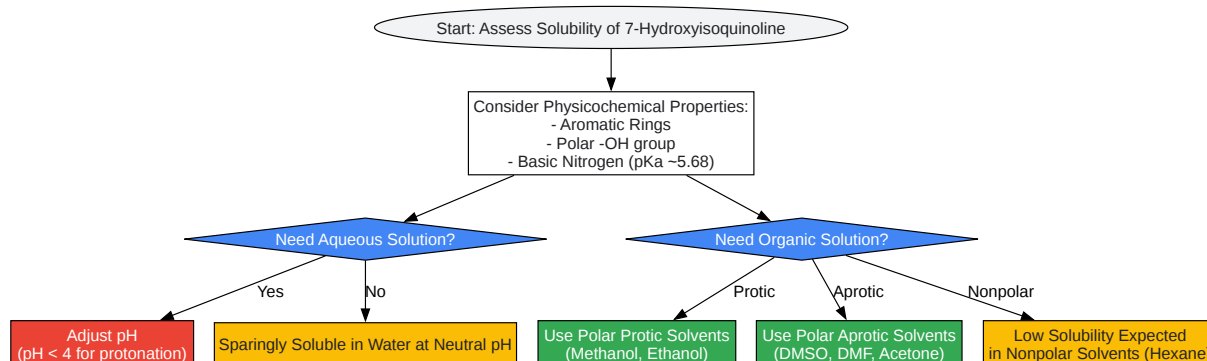 Start: Assess Solubility of 7-Hydroxyisoquinoline
Consider Physicochemical Properties:
- Aromatic Rings
- Polar -OH group
- Basic Nitrogen (pKa ~5.68)
Need Aqueous Solution?
Need Organic Solution?
Yes
No
Protic
Aprotic
Nonpolar
Adjust pH
(pH < 4 for protonation)
Sparingly Soluble in Water at Neutral pH
Use Polar Protic Solvents
(Methanol, Ethanol)
Use Polar Aprotic Solvents
(DMSO, DMF, Acetone)
Low Solubility Expected
in Nonpolar Solvents (Hexane)